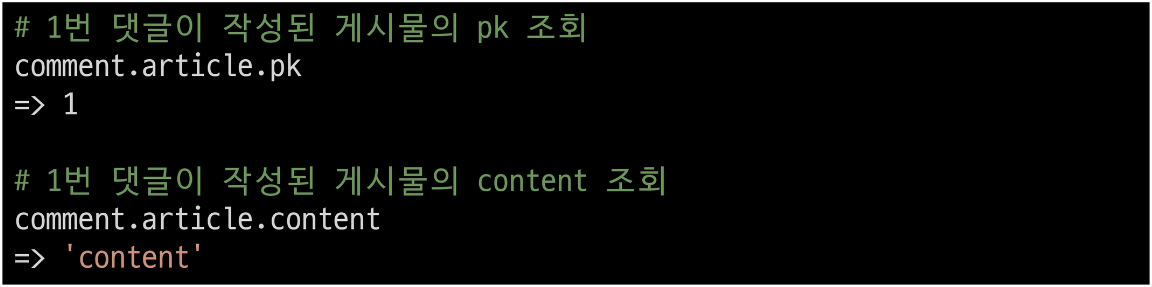 # 1번 댓글이 작성된 게시물의 pk 조회
comment.article.pk
=> 1
# 1번 댓글이 작성된 게시물의 content 조회
comment.article.content
=> 'content'